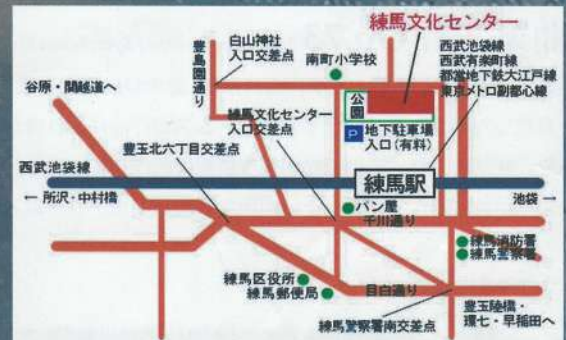 練馬文化センター
豊島園通り
白山神社
入口交差点
南町小学校
西武池袋線
西武有楽町線
都営地下鉄大江戸線
東京メトロ副都心線
谷原・関越道へ
練馬文化センター
入口交差点
公園
P 地下駐車場
入口(有料)
豊玉北六丁目交差点
西武池袋線
練馬駅
← 所沢・中村橋
池袋 →
パン屋
千川通り
練馬消防署
練馬警察署
練馬区役所
練馬郵便局
目白通り
練馬警察署南交差点
豊玉陸橋・
環七・早稲田へ